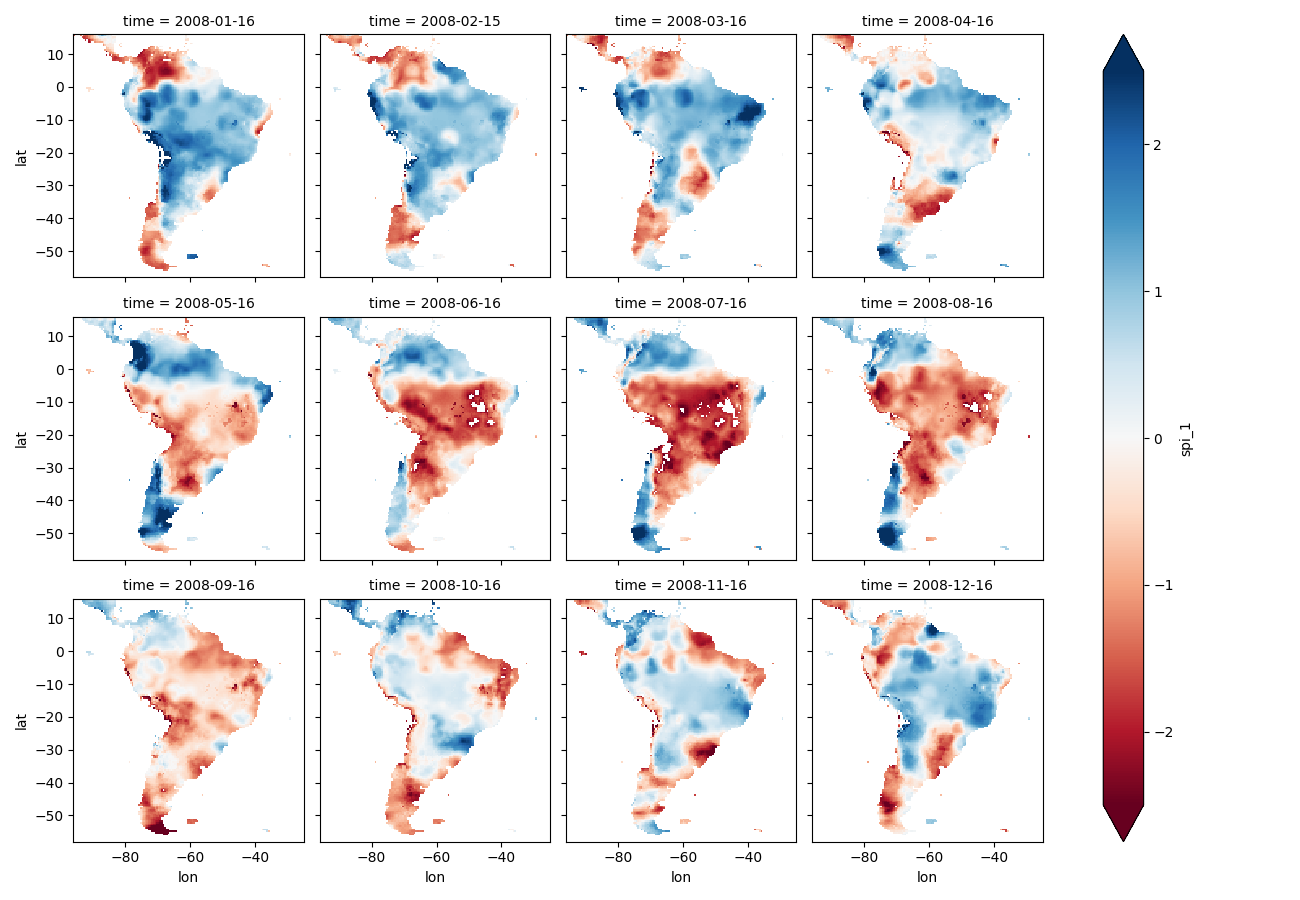 time = 2008-01-16
time = 2008-02-15
time = 2008-03-16
time = 2008-04-16
10
0
−10
−20
−30
−40
−50
lat
time = 2008-05-16
time = 2008-06-16
time = 2008-07-16
time = 2008-08-16
10
0
−10
−20
−30
−40
−50
lat
time = 2008-09-16
time = 2008-10-16
time = 2008-11-16
time = 2008-12-16
10
0
−10
−20
−30
−40
−50
lat
−80
−60
−40
lon
−80
−60
−40
lon
−80
−60
−40
lon
−80
−60
−40
lon
2
1
0
−1
−2
spi_1